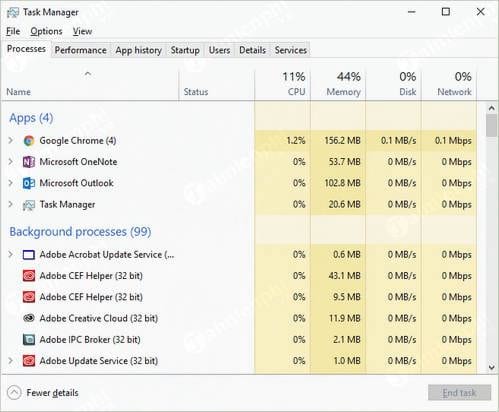 Task Manager
File Options View
Processes Performance App history Startup Users Details Services
11% 44% 0% 0%
Name Status CPU Memory Disk Network
Apps (4)
Google Chrome (4) 1.2% 156.2 MB 0.1 MB/s 0.1 Mbps
Microsoft OneNote 0% 53.7 MB 0 MB/s 0 Mbps
Microsoft Outlook 0% 102.8 MB 0 MB/s 0 Mbps
Task Manager 0% 20.6 MB 0 MB/s 0 Mbps
Background processes (99)
Adobe Acrobat Update Service (... 0% 0.6 MB 0 MB/s 0 Mbps
Adobe CEF Helper (32 bit) 0% 43.1 MB 0 MB/s 0 Mbps
Adobe CEF Helper (32 bit) 0% 9.5 MB 0 MB/s 0 Mbps
Adobe Creative Cloud (32 bit) 0% 11.9 MB 0 MB/s 0 Mbps
Adobe IPC Broker (32 bit) 0% 2.1 MB 0 MB/s 0 Mbps
Adobe Update Service (32 bit) 0% 1.0 MB 0 MB/s 0 Mbps
Fewer details End task